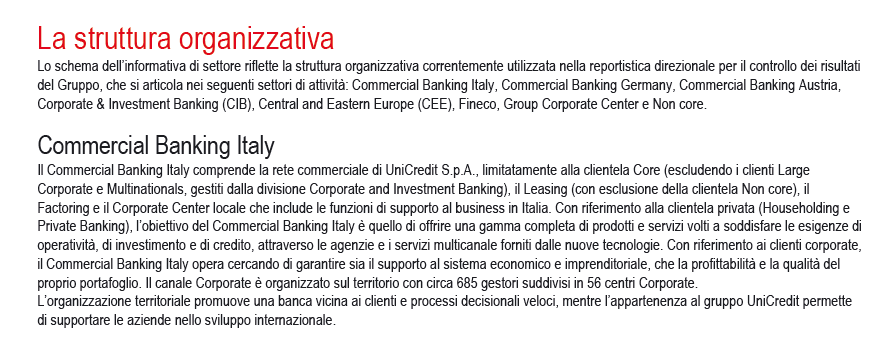 La struttura organizzativa
Lo schema dell’informativa di settore riflette la struttura organizzativa correntemente utilizzata nella reportistica direzionale per il controllo dei risultati
del Gruppo, che si articola nei seguenti settori di attività: Commercial Banking Italy, Commercial Banking Germany, Commercial Banking Austria,
Corporate & Investment Banking (CIB), Central and Eastern Europe (CEE), Fineco, Group Corporate Center e Non core.
Commercial Banking Italy
Il Commercial Banking Italy comprende la rete commerciale di UniCredit S.p.A., limitatamente alla clientela Core (escludendo i clienti Large
Corporate e Multinationals, gestiti dalla divisione Corporate and Investment Banking), il Leasing (con esclusione della clientela Non core), il
Factoring e il Corporate Center locale che include le funzioni di supporto al business in Italia. Con riferimento alla clientela privata (Householding e
Private Banking), l’obiettivo del Commercial Banking Italy è quello di offrire una gamma completa di prodotti e servizi volti a soddisfare le esigenze di
operatività, di investimento e di credito, attraverso le agenzie e i servizi multicanale forniti dalle nuove tecnologie. Con riferimento ai clienti corporate,
il Commercial Banking Italy opera cercando di garantire sia il supporto al sistema economico e imprenditoriale, che la profittabilità e la qualità del
proprio portafoglio. Il canale Corporate è organizzato sul territorio con circa 685 gestori suddivisi in 56 centri Corporate.
L’organizzazione territoriale promuove una banca vicina ai clienti e processi decisionali veloci, mentre l’appartenenza al gruppo UniCredit permette
di supportare le aziende nello sviluppo internazionale.